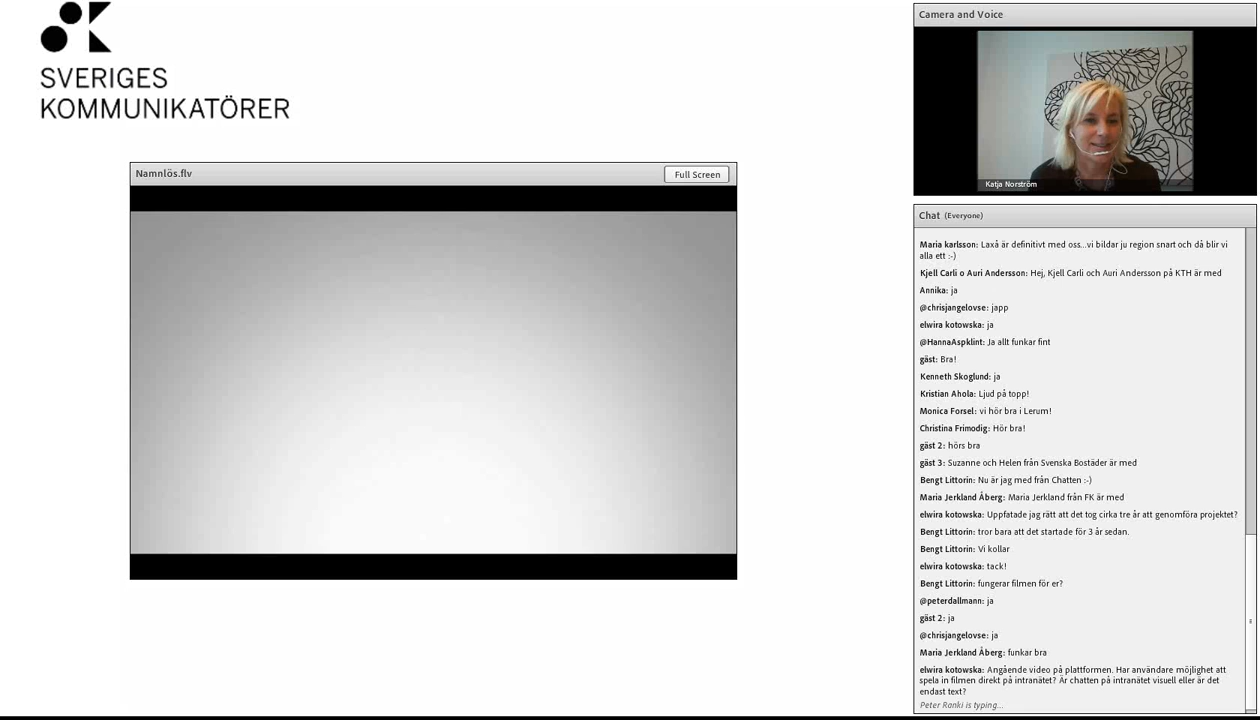 SVERIGES
KOMMUNIKATÖRER
Namnlös.flv
Full Screen
Camera and Voice
Katja Norström
Chat (Everyone)
Maria karlsson: Laxå är definitivt med oss...vi bildar ju region snart och då blir vi
alla ett :-)
Kjell Carli o Auri Andersson: Hej, Kjell Carli och Auri Andersson på KTH är med
Annika: ja
@chrisjangelovse: japp
elwira kotowska: ja
@HannaAspklint: Ja allt funkar fint
gäst: Bra!
Kenneth Skoglund: ja
Kristian Ahola: Ljud på topp!
Monica Forsel: vi hör bra i Lerum!
Christina Frimodig: Hör bra!
gäst 2: hörs bra
gäst 3: Suzanne och Helen från Svenska Bostäder är med
Bengt Littorin: Nu är jag med från Chatten :-)
Maria Jerkland Åberg: Maria Jerkland från FK är med
elwira kotowska: Uppfatade jag rätt att det tog cirka tre år att genomföra projektet?
Bengt Littorin: tror bara att det startade för 3 år sedan.
Bengt Littorin: Vi kollar
elwira kotowska: tack!
Bengt Littorin: fungerar filmen för er?
@peterdallmann: ja
gäst 2: ja
@chrisjangelovse: ja
Maria Jerkland Åberg: funkar bra
elwira kotowska: Angående video på plattformen. Har användare möjlighet att
spela in filmen direkt på intranätet? Är chatten på intranätet visuell eller är det
endast text?
Peter Ranki is typing...